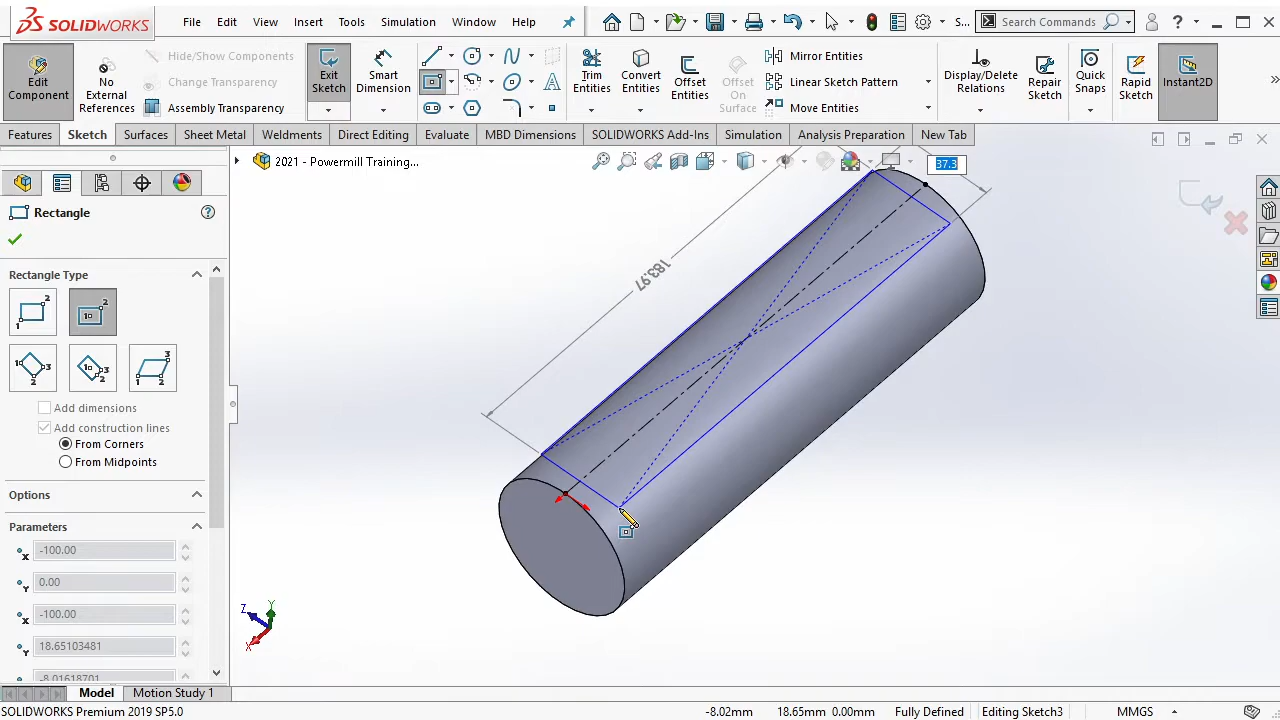 SOLIDWORKS File Edit View Insert Tools Simulation Window Help S... Search Commands
Edit Component No External References Hide/Show Components Change Transparency Assembly Transparency Exit Sketch Smart Dimension Trim Entities Convert Entities Offset Entities Offset On Surface Mirror Entities Linear Sketch Pattern Move Entities Display/Delete Relations Repair Sketch Quick Snaps Rapid Sketch Instant2D
Features Sketch Surfaces Sheet Metal Weldments Direct Editing Evaluate MBD Dimensions SOLIDWORKS Add-Ins Simulation Analysis Preparation New Tab
2021 - Powermill Training...
37.3
Rectangle
Rectangle Type
183.97
Add dimensions
Add construction lines
From Corners
From Midpoints
Options
Parameters
-100.00
0.00
-100.00
18.65103481
-8.01618701
Z Y X
Model Motion Study 1
SOLIDWORKS Premium 2019 SP5.0 -8.02mm 18.65mm 0.00mm Fully Defined Editing Sketch3 MMGS